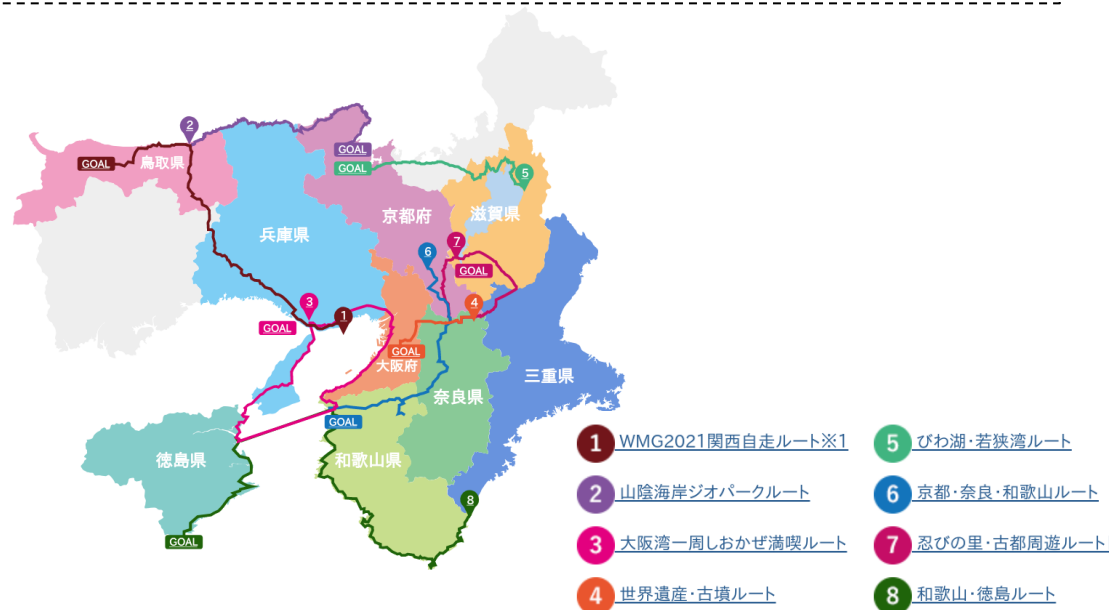 2
GOAL
鳥取県
GOAL
GOAL
5
京都府
滋賀県
兵庫県
6
7
GOAL
3
1
4
GOAL
GOAL
大阪府
三重県
奈良県
GOAL
徳島県
和歌山県
8
GOAL
1 WMG2021関西自走ルート※1
5 びわ湖・若狭湾ルート
2 山陰海岸ジオパークルート
6 京都・奈良・和歌山ルート
3 大阪湾一周しおかぜ満喫ルート
7 忍びの里・古都周遊ルート
4 世界遺産・古墳ルート
8 和歌山・徳島ルート